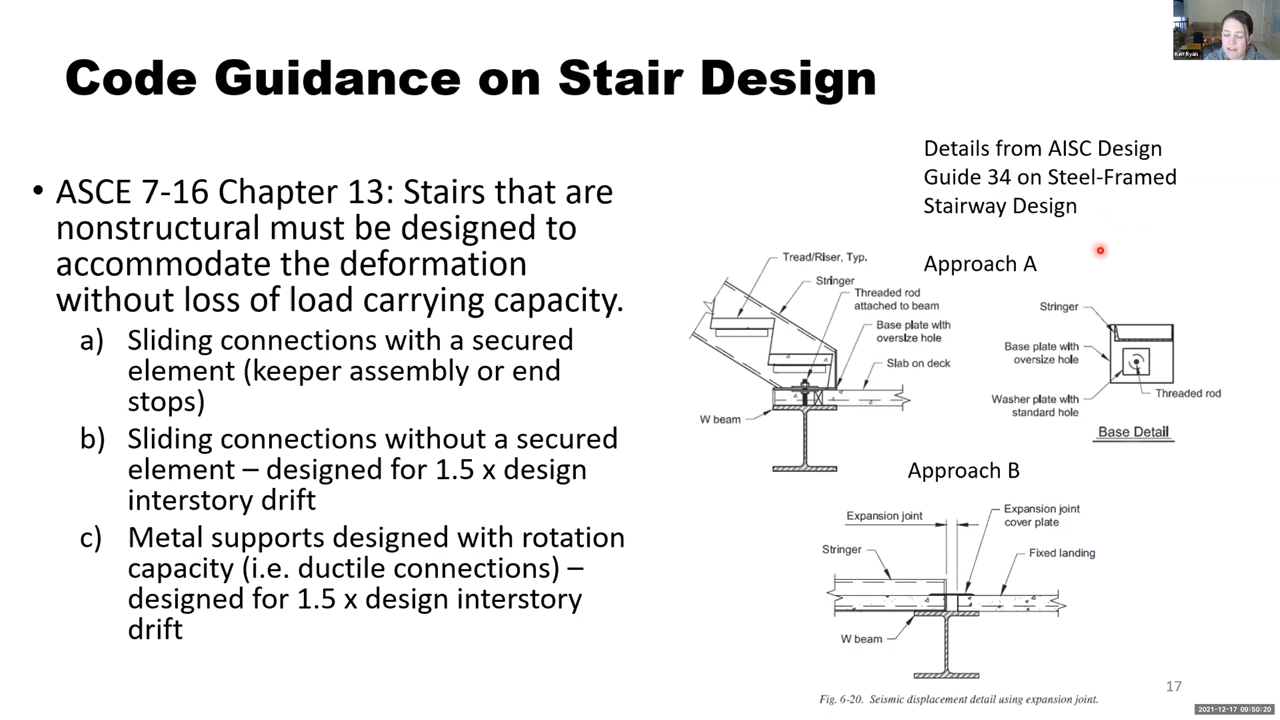 Keri Ryan
Code Guidance on Stair Design
• ASCE 7-16 Chapter 13: Stairs that are
nonstructural must be designed to
accommodate the deformation
without loss of load carrying capacity.
a) Sliding connections with a secured
element (keeper assembly or end
stops)
b) Sliding connections without a secured
element – designed for 1.5 x design
interstory drift
c) Metal supports designed with rotation
capacity (i.e. ductile connections) –
designed for 1.5 x design interstory
drift
Details from AISC Design
Guide 34 on Steel-Framed
Stairway Design
Approach A
Tread/Riser, Typ.
Stringer
Threaded rod
attached to beam
Base plate with
oversize hole
Slab on deck
W beam
Stringer
Base plate with
oversize hole
Washer plate with
standard hole
Threaded rod
Base Detail
Approach B
Expansion joint
Expansion joint
cover plate
Stringer
Fixed landing
W beam
Fig. 6-20. Seismic displacement detail using expansion joint.
17
2021-12-17 09:50:20